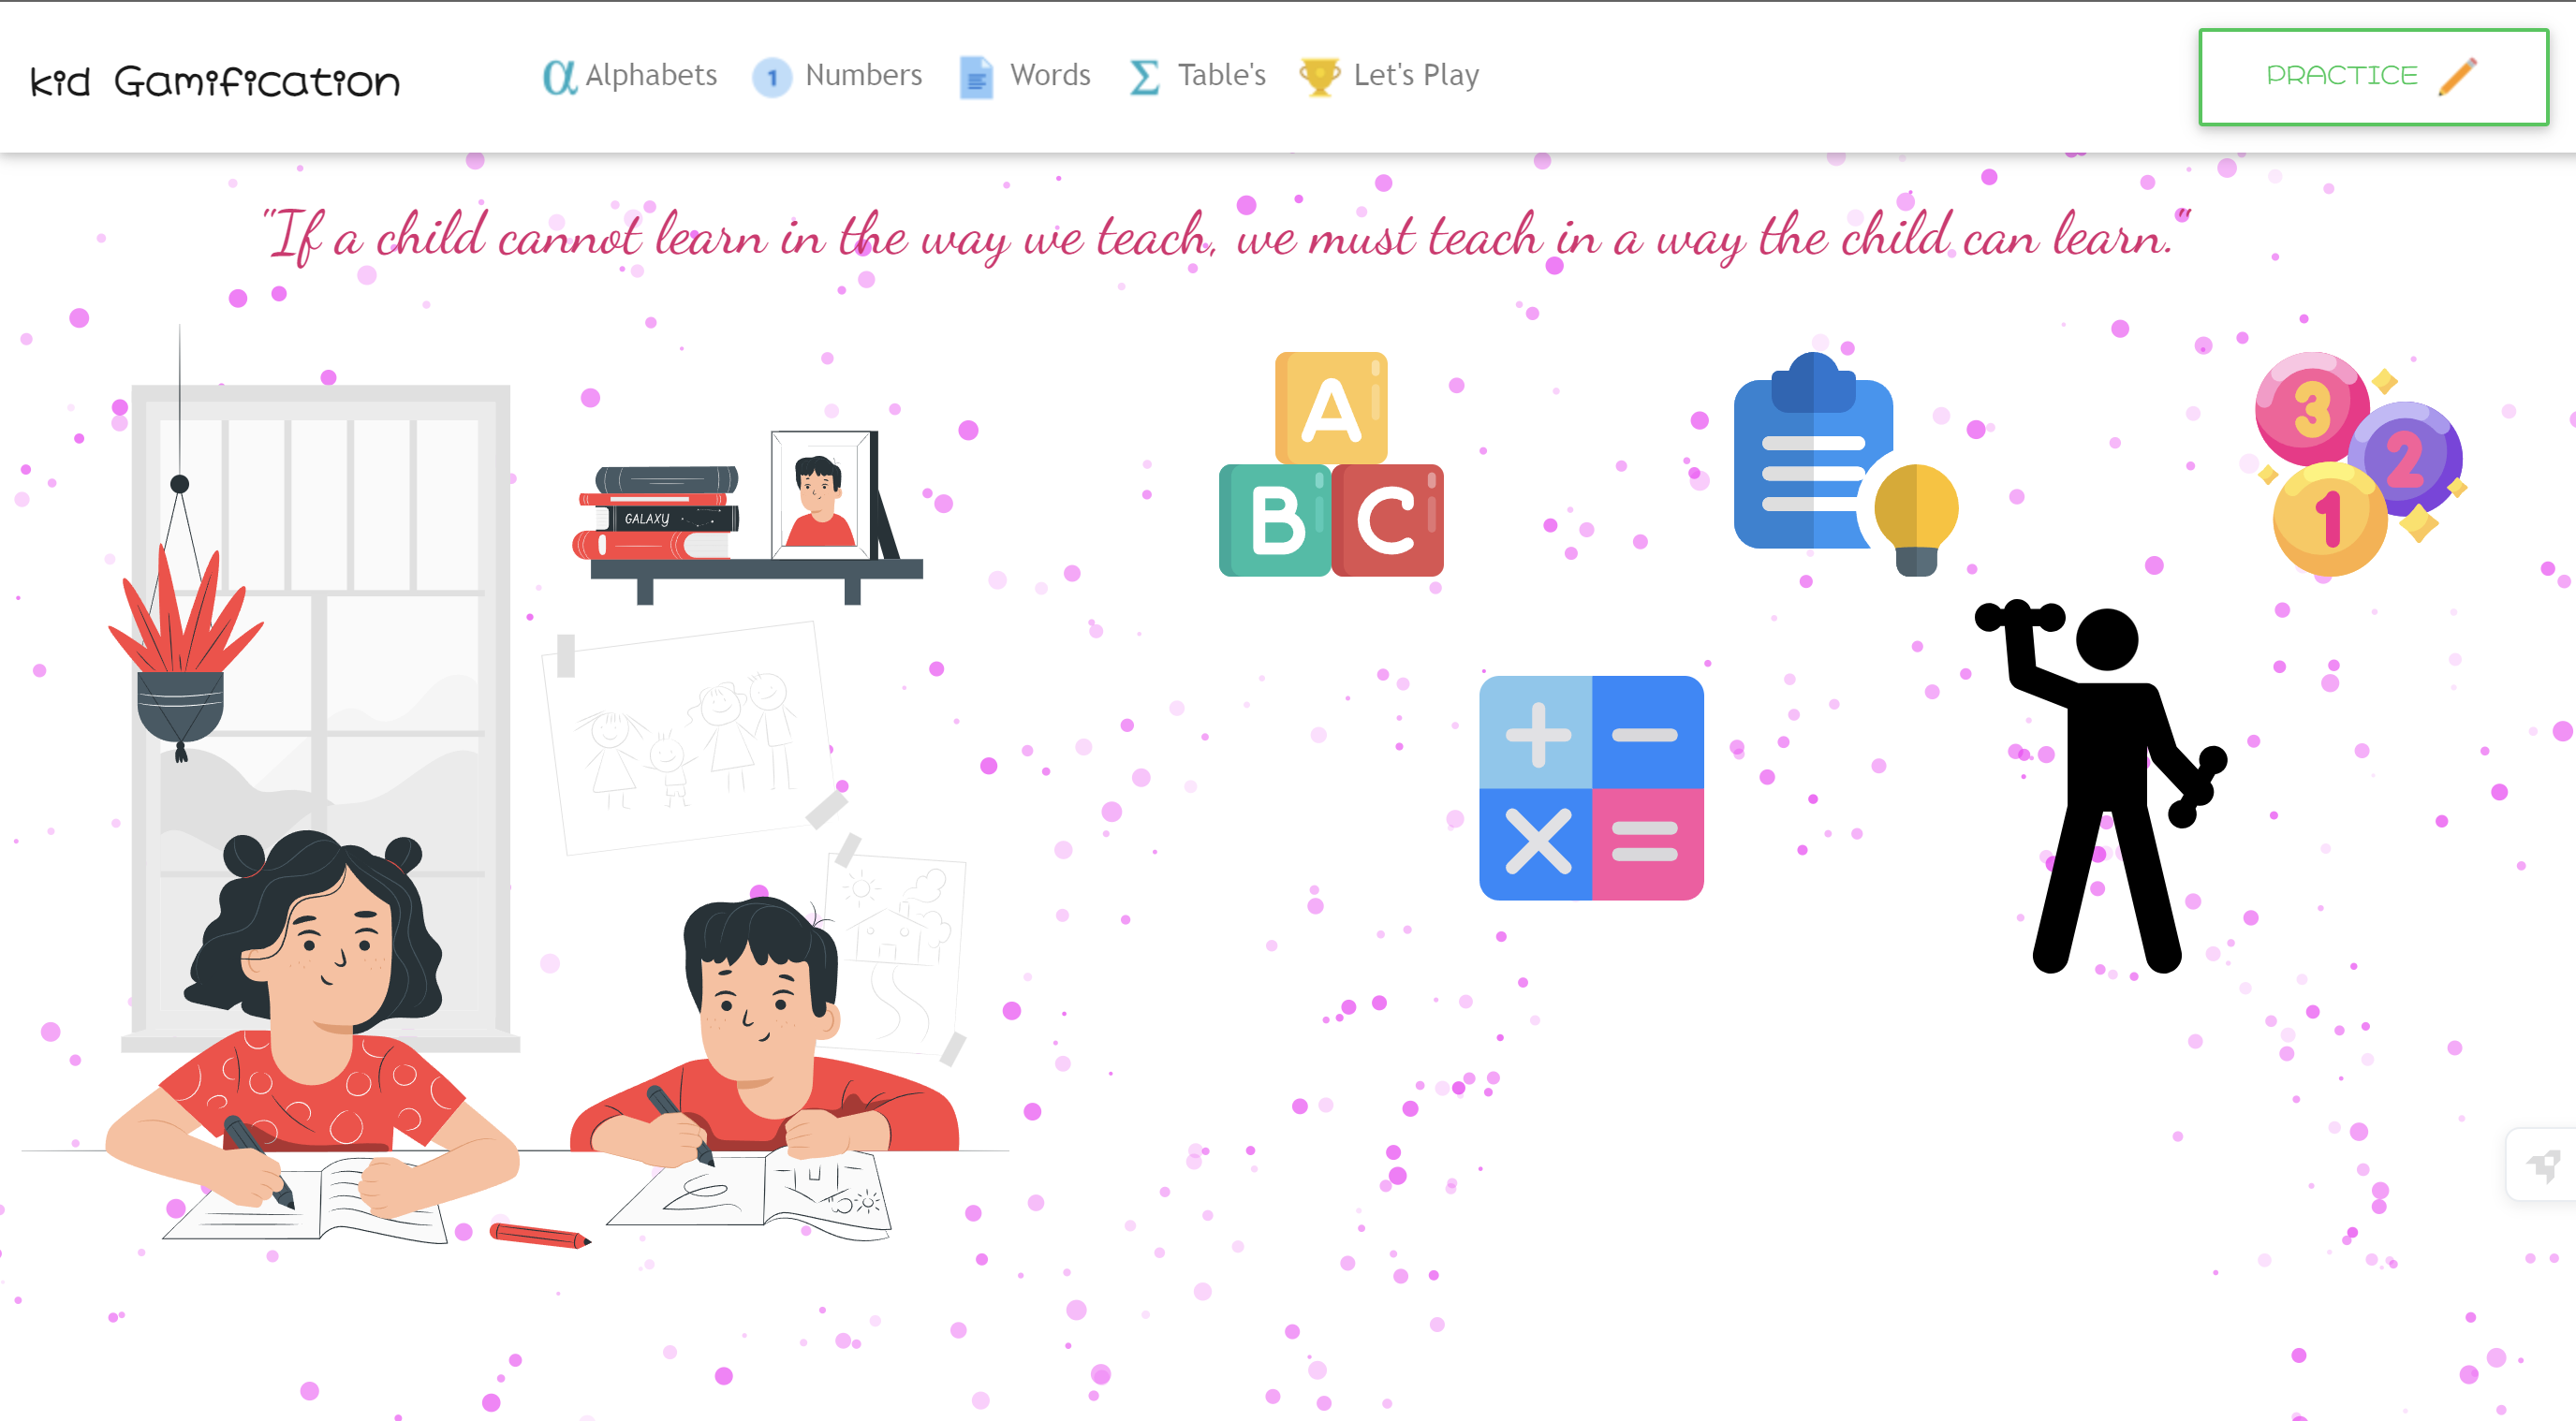 kid Gamification
α Alphabets
1 Numbers
Words
Σ Table's
Let's Play
PRACTICE
"If a child cannot learn in the way we teach, we must teach in a way the child can learn."
GALAXY
A
B C
3
2
1
+ −
× =